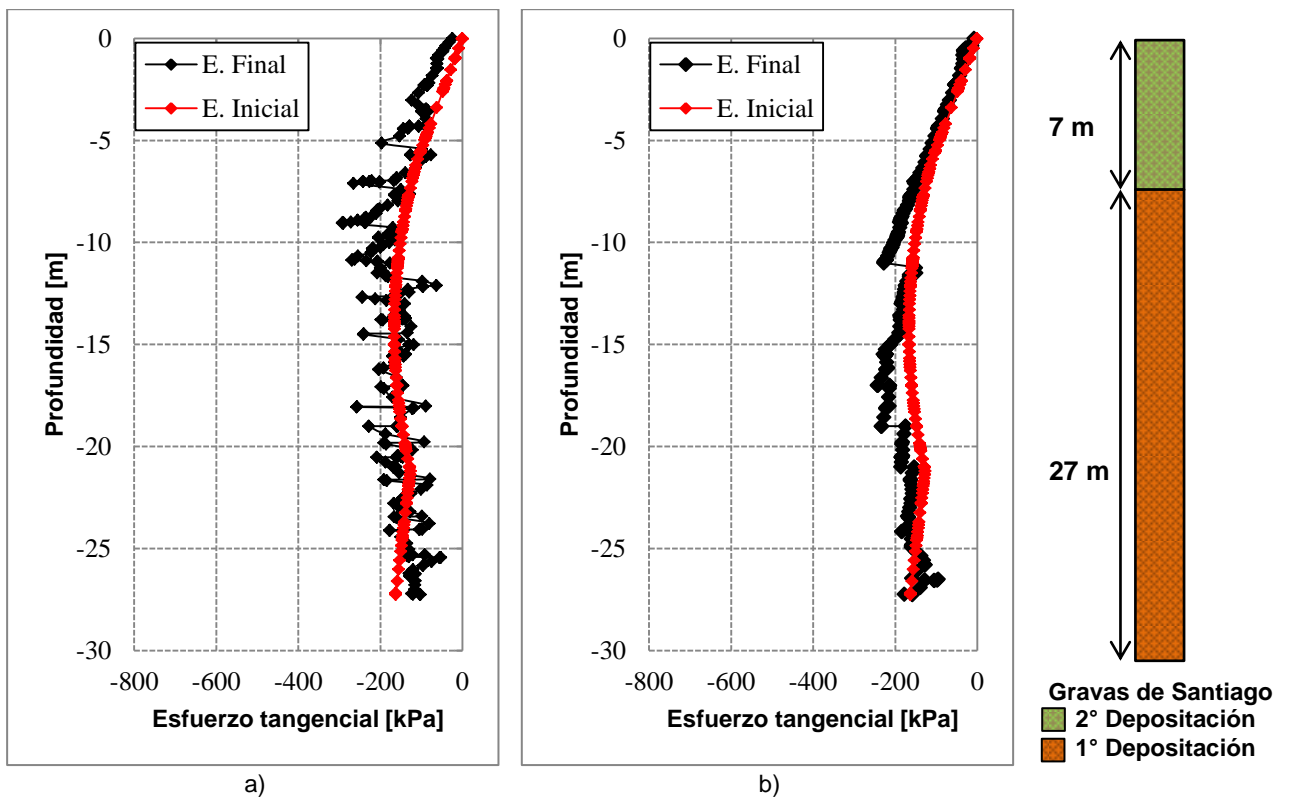 0
-5
-10
-15
-20
-25
-30
Profundidad [m]
E. Final
E. Inicial
-800 -600 -400 -200 0
Esfuerzo tangencial [kPa]
a)
0
-5
-10
-15
-20
-25
-30
Profundidad [m]
E. Final
E. Inicial
-800 -600 -400 -200 0
Esfuerzo tangencial [kPa]
b)
7 m
27 m
Gravas de Santiago
2° Depositación
1° Depositación